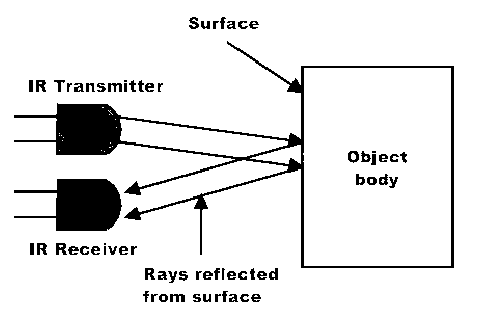 Surface
IR Transmitter
Object
body
IR Receiver
Rays reflected
from surface